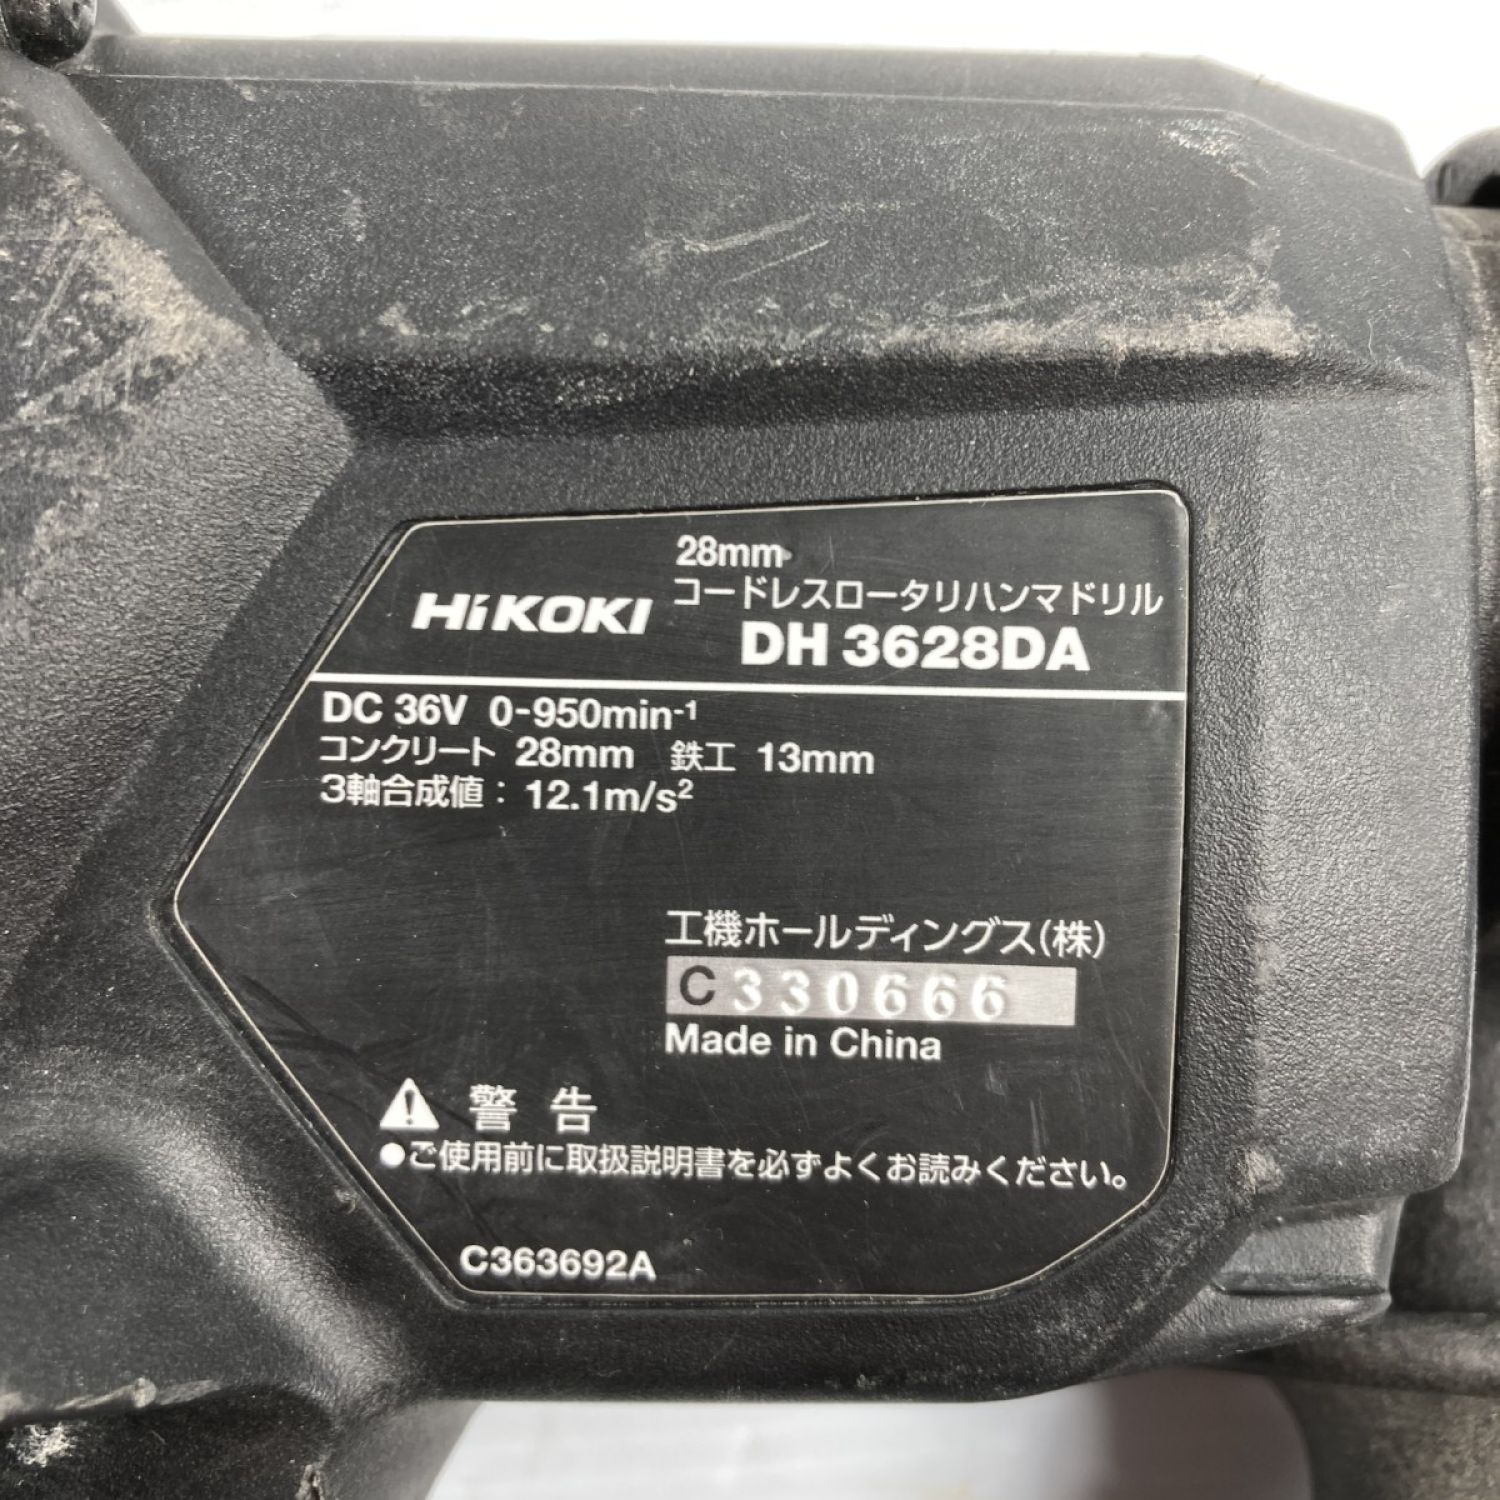 28mm
コードレスロータリハンマドリル
HiKOKI
DH 3628DA
DC 36V 0-950min-1
コンクリート 28mm 鉄工 13mm
3軸合成値：12.1m/s²
工機ホールディングス(株)
C 330666
Made in China
警告
●ご使用前に取扱説明書を必ずよくお読みください。
C363692A